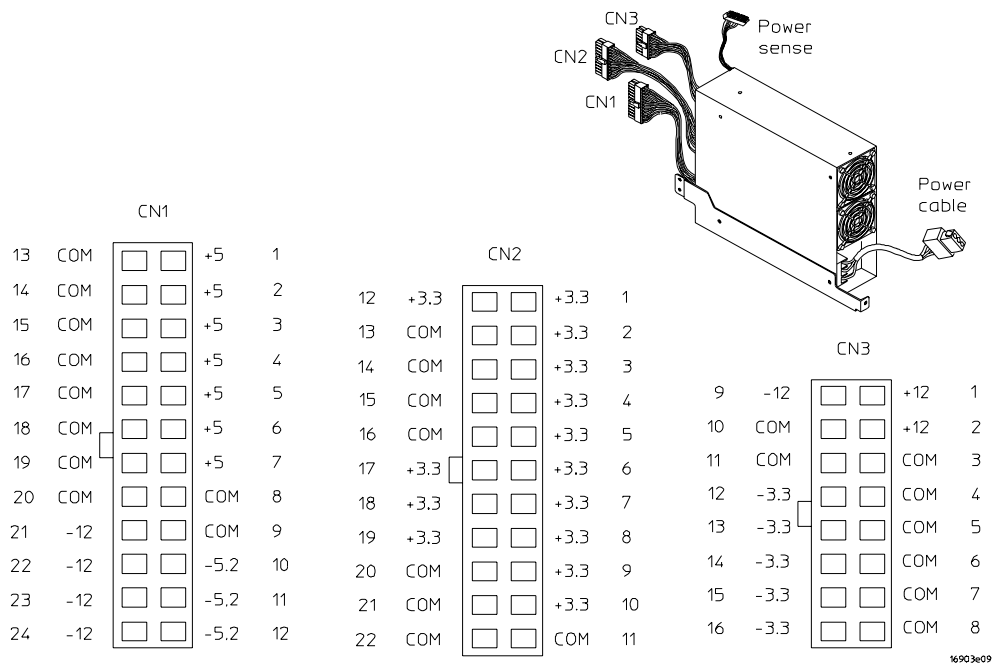 CN3
Power
sense
CN2
CN1
Power
cable
CN1
13 COM +5 1
14 COM +5 2
15 COM +5 3
16 COM +5 4
17 COM +5 5
18 COM +5 6
19 COM +5 7
20 COM COM 8
21 -12 COM 9
22 -12 -5.2 10
23 -12 -5.2 11
24 -12 -5.2 12
CN2
12 +3.3 +3.3 1
13 COM +3.3 2
14 COM +3.3 3
15 COM +3.3 4
16 COM +3.3 5
17 +3.3 +3.3 6
18 +3.3 +3.3 7
19 +3.3 +3.3 8
20 COM +3.3 9
21 COM +3.3 10
22 COM COM 11
CN3
9 -12 +12 1
10 COM +12 2
11 COM COM 3
12 -3.3 COM 4
13 -3.3 COM 5
14 -3.3 COM 6
15 -3.3 COM 7
16 -3.3 COM 8
16903e09